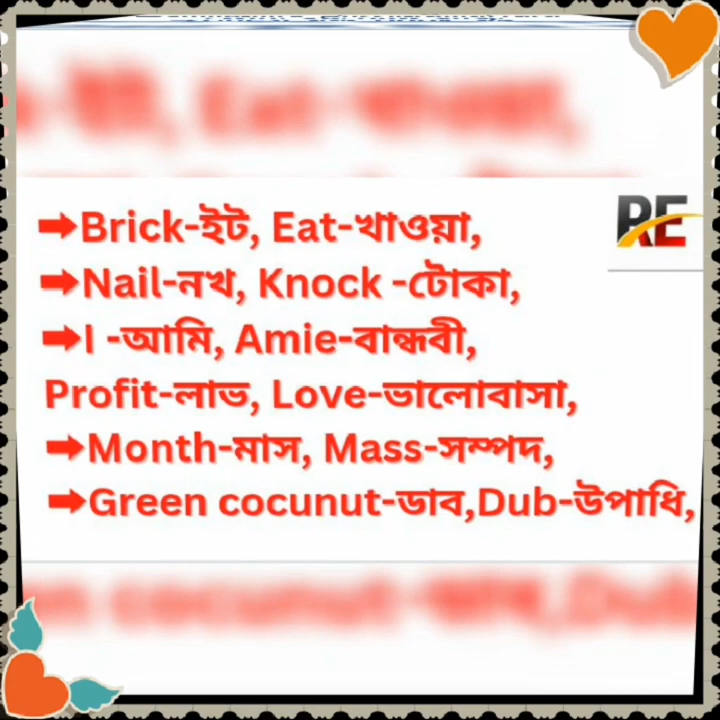 ➡Brick-ইট, Eat-খাওয়া,
RE
➡Nail-নখ, Knock -টোকা,
➡I -আমি, Amie-বান্ধবী,
Profit-লাভ, Love-ভালোবাসা,
➡Month-মাস, Mass-সম্পদ,
➡Green cocunut-ডাব,Dub-উপাধি,